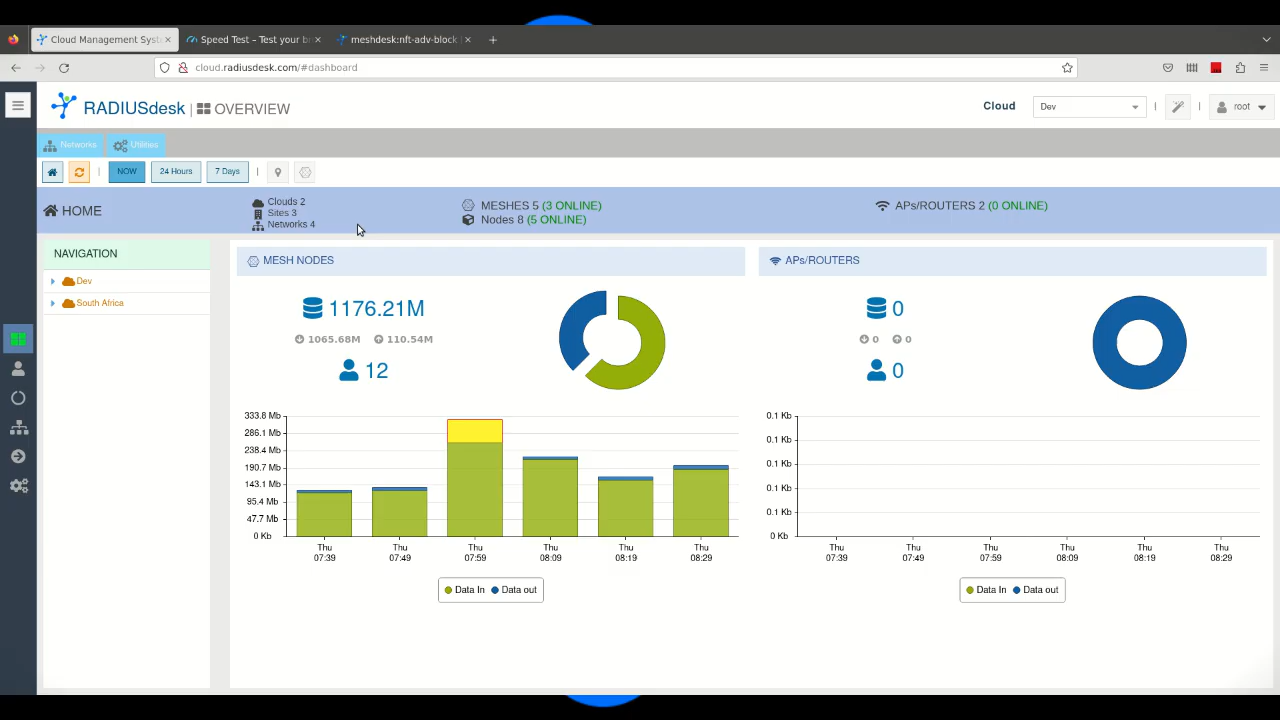 Cloud Management Syst
Speed Test – Test your b
meshdesk:nft-adv-block
cloud.radiusdesk.com/#dashboard
RADIUSdesk | OVERVIEW
Cloud
Dev
root
Networks
Utilities
NOW
24 Hours
7 Days
HOME
Clouds 2
Sites 3
Networks 4
MESHES 5 (3 ONLINE)
Nodes 8 (5 ONLINE)
APs/ROUTERS 2 (0 ONLINE)
NAVIGATION
Dev
South Africa
MESH NODES
1176.21M
1065.68M 110.54M
12
333.8 Mb
286.1 Mb
238.4 Mb
190.7 Mb
143.1 Mb
95.4 Mb
47.7 Mb
0 Kb
Thu Thu Thu Thu Thu Thu
07:39 07:49 07:59 08:09 08:19 08:29
Data In Data out
APs/ROUTERS
0
0 0
0
0.1 Kb
0.1 Kb
0.1 Kb
0.1 Kb
0.1 Kb
0 Kb
Thu Thu Thu Thu Thu Thu
07:39 07:49 07:59 08:09 08:19 08:29
Data In Data out